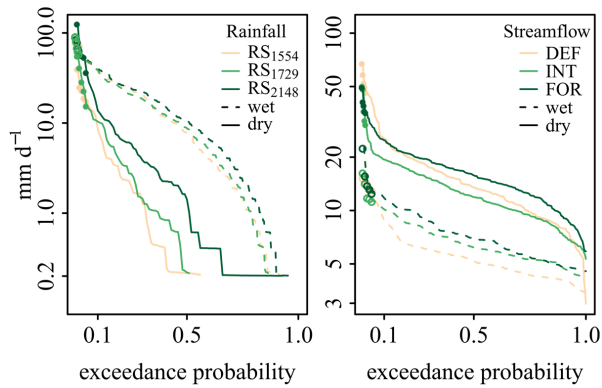 Rainfall
RS1554
RS1729
RS2148
wet
dry
100.0
10.0
1.0
0.2
mm d⁻¹
0.1 0.5 1.0
exceedance probability
Streamflow
DEF
INT
FOR
wet
dry
100
50
20
10
5
3
0.1 0.5 1.0
exceedance probability